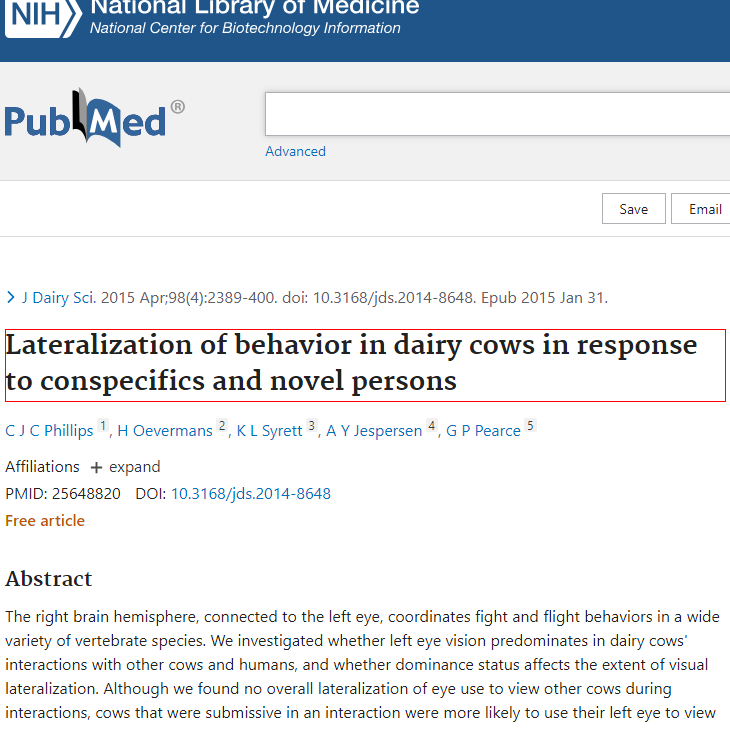 NIH
National Library of Medicine
National Center for Biotechnology Information
PubMed®
Advanced
Save Email
J Dairy Sci. 2015 Apr;98(4):2389-400. doi: 10.3168/jds.2014-8648. Epub 2015 Jan 31.
Lateralization of behavior in dairy cows in response
to conspecifics and novel persons
C J C Phillips 1, H Oevermans 2, K L Syrett 3, A Y Jespersen 4, G P Pearce 5
Affiliations + expand
PMID: 25648820 DOI: 10.3168/jds.2014-8648
Free article
Abstract
The right brain hemisphere, connected to the left eye, coordinates fight and flight behaviors in a wide
variety of vertebrate species. We investigated whether left eye vision predominates in dairy cows'
interactions with other cows and humans, and whether dominance status affects the extent of visual
lateralization. Although we found no overall lateralization of eye use to view other cows during
interactions, cows that were submissive in an interaction were more likely to use their left eye to view